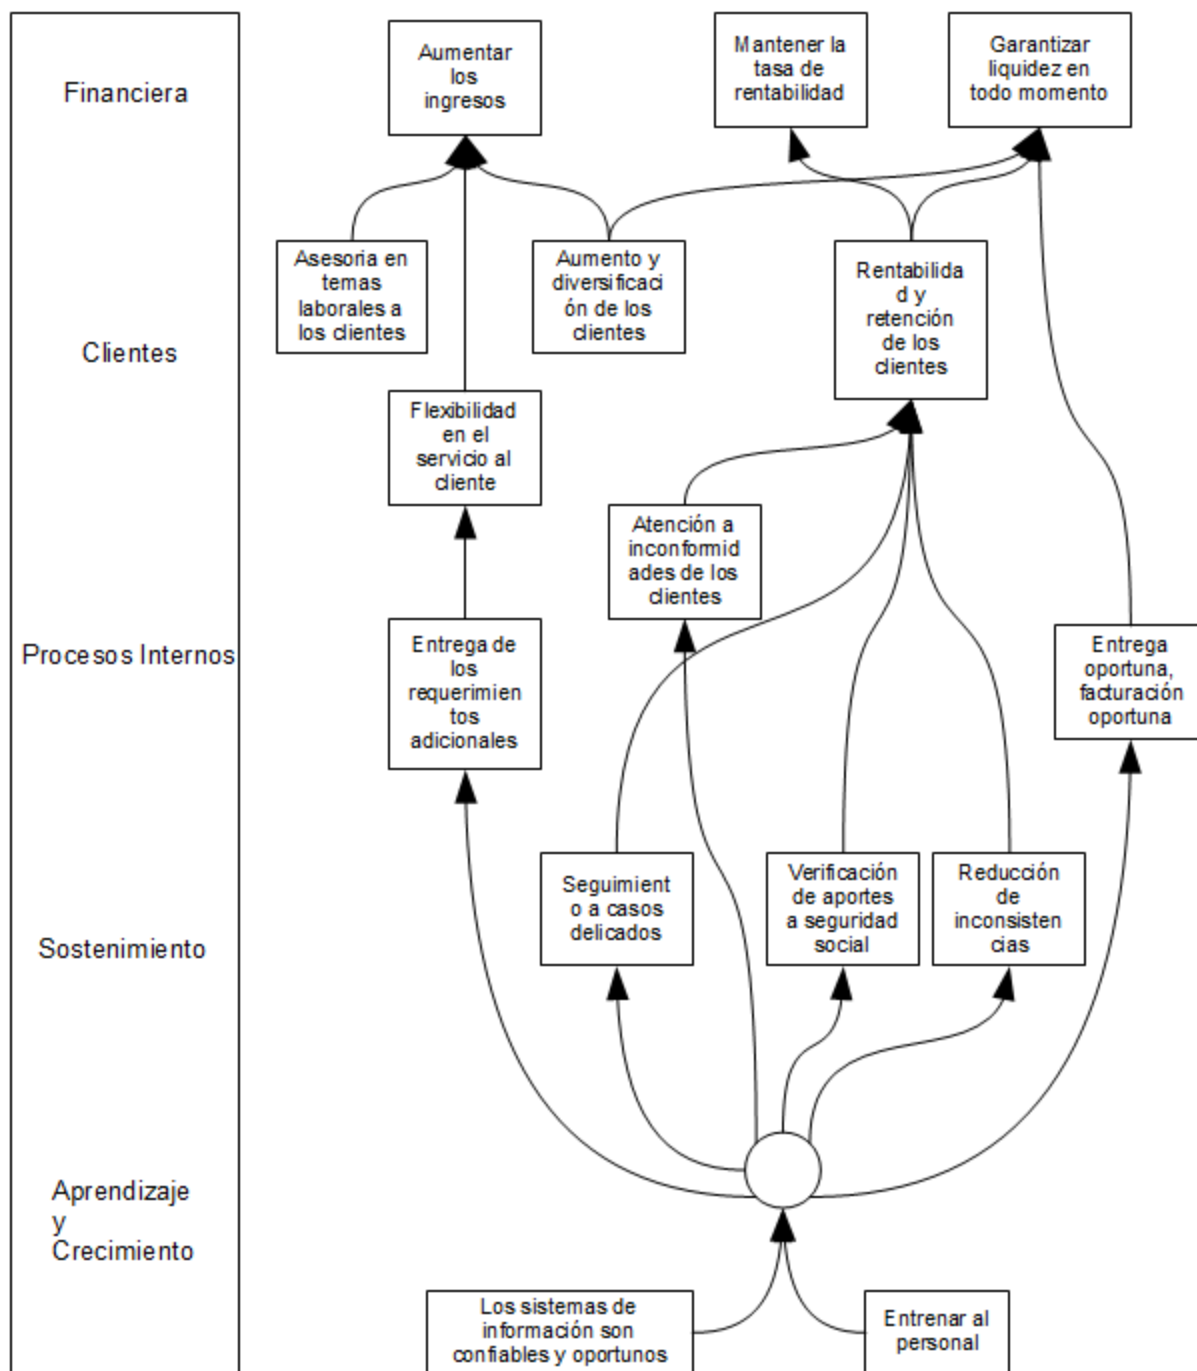 Financiera
Aumentar
los
ingresos
Mantener la
tasa de
rentabilidad
Garantizar
liquidez en
todo momento
Clientes
Asesoria en
temas
laborales a
los clientes
Aumento y
diversificaci
ón de los
clientes
Rentabilida
d y
retención
de los
clientes
Flexibilidad
en el
servicio al
cliente
Atención a
inconformid
ades de los
clientes
Procesos Internos
Entrega de
los
requerimien
tos
adicionales
Entrega
oportuna,
facturación
oportuna
Sostenimiento
Seguimient
o a casos
delicados
Verificación
de aportes
a seguridad
social
Reducción
de
inconsisten
cias
Aprendizaje
y
Crecimiento
Los sistemas de
información son
confiables y oportunos
Entrenar al
personal